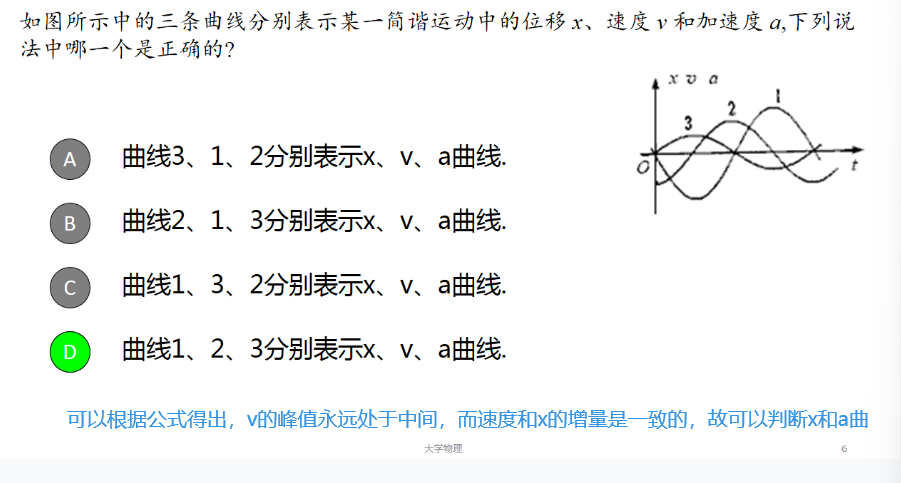 如图所示中的三条曲线分别表示某一简谐运动中的位移 x、速度 v 和加速度 a,下列说
法中哪一个是正确的?
x v a
1
2
3
O
t
A 曲线3、1、2分别表示x、v、a曲线.
B 曲线2、1、3分别表示x、v、a曲线.
C 曲线1、3、2分别表示x、v、a曲线.
D 曲线1、2、3分别表示x、v、a曲线.
可以根据公式得出，v的峰值永远处于中间，而速度和x的增量是一致的，故可以判断x和a曲
大学物理
6